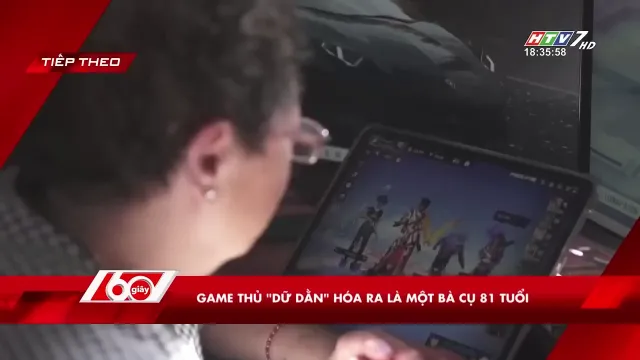 TIẾP THEO
HTV7 HD
18:35:58
60 giây
GAME THỦ "DỮ DẰN" HÓA RA LÀ MỘT BÀ CỤ 81 TUỔI